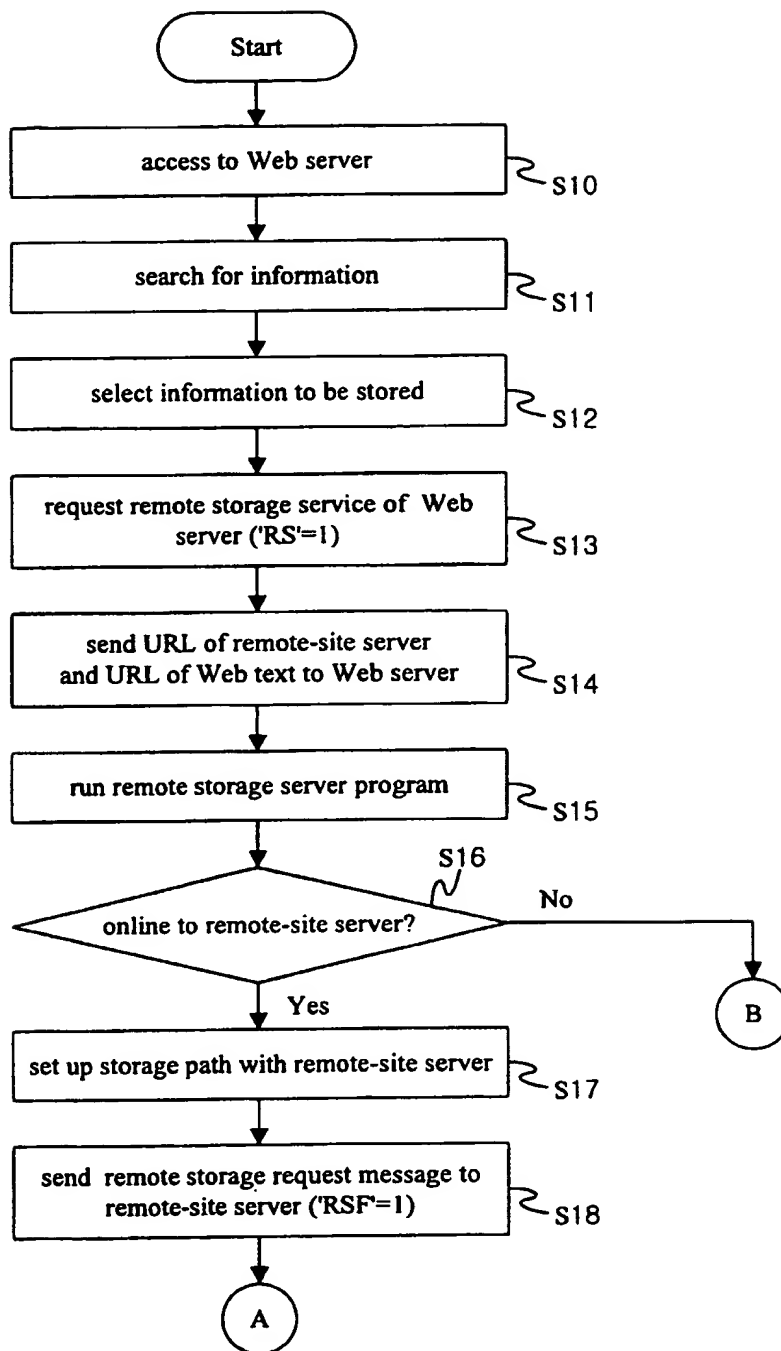 Start
access to Web server
S10
search for information
S11
select information to be stored
S12
request remote storage service of Web
server ('RS'=1)
S13
send URL of remote-site server
and URL of Web text to Web server
S14
run remote storage server program
S15
S16
online to remote-site server?
No
Yes
B
set up storage path with remote-site server
S17
send remote storage request message to
remote-site server ('RSF'=1)
S18
A